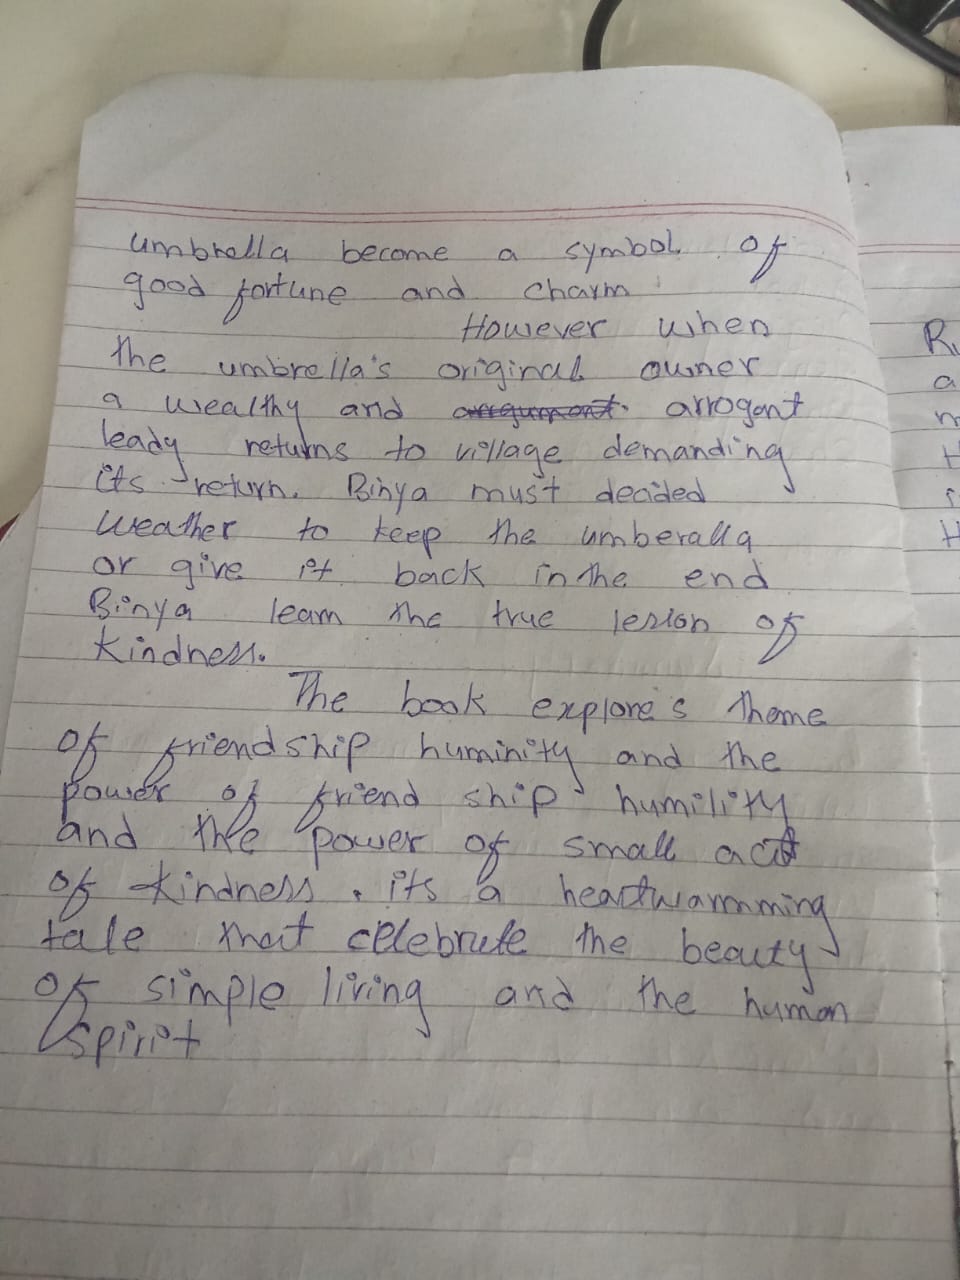 umbrella become a symbol of
good fortune and charm
However when
the umbrella's original owner
a wealthy and arrogant
leady returns to village demanding
its return. Binya must decided
weather to keep the umberalla
or give it back in the end
Binya learn the true lesion of
kindness.
The book explore's theme
of friendship huminity and the
power of friend ship humility
and the power of small act
of kindness. its a heartwarmming
tale that celebrate the beauty
of simple living and the human
spirit